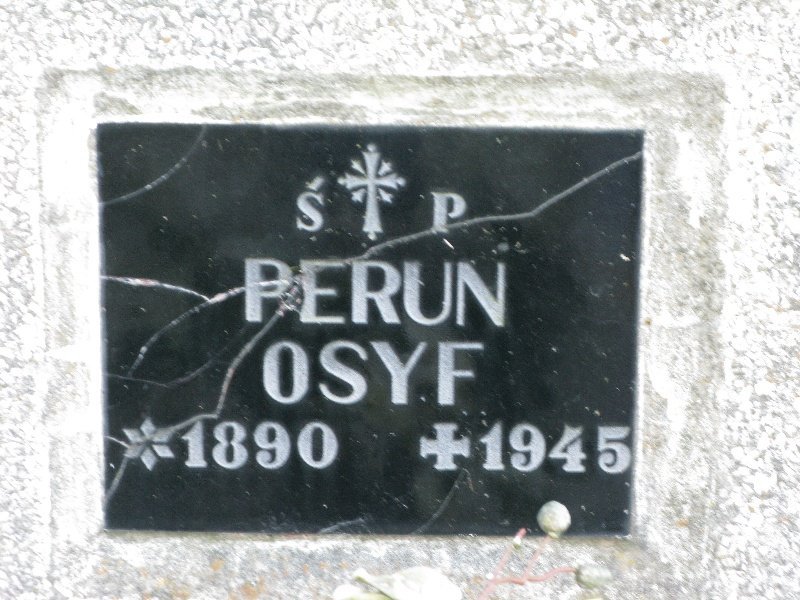 Ś P
PERUN
OSYF
1890 1945